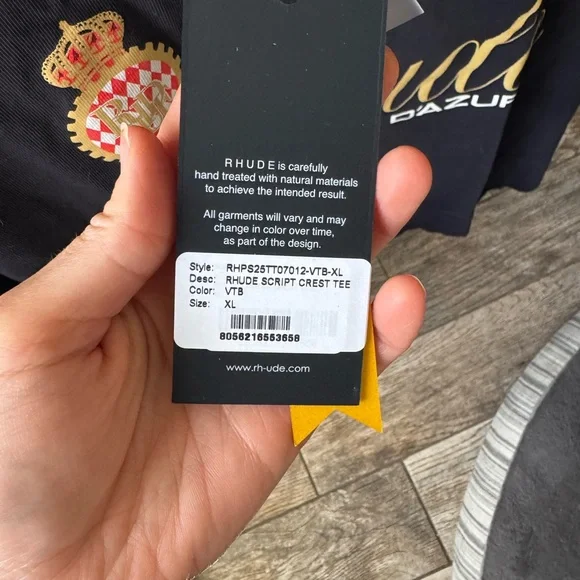 D'AZUR
R H U D E is carefully
hand treated with natural materials
to achieve the intended result.
All garments will vary and may
change in color over time,
as part of the design.
Style: RHPS25TT07012-VTB-XL
Desc: RHUDE SCRIPT CREST TEE
Color: VTB
Size: XL
8056216553658
www.rh-ude.com